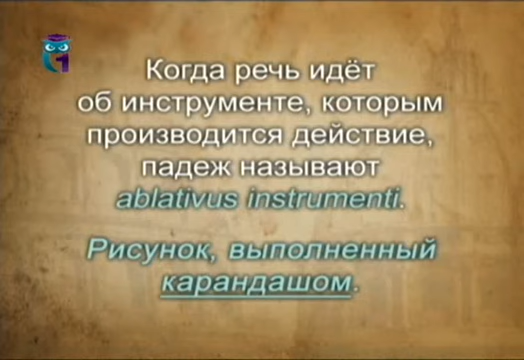 Когда речь идёт
об инструменте, которым
производится действие,
падеж называют
ablativus instrumenti.
Рисунок, выполненный
карандашом.